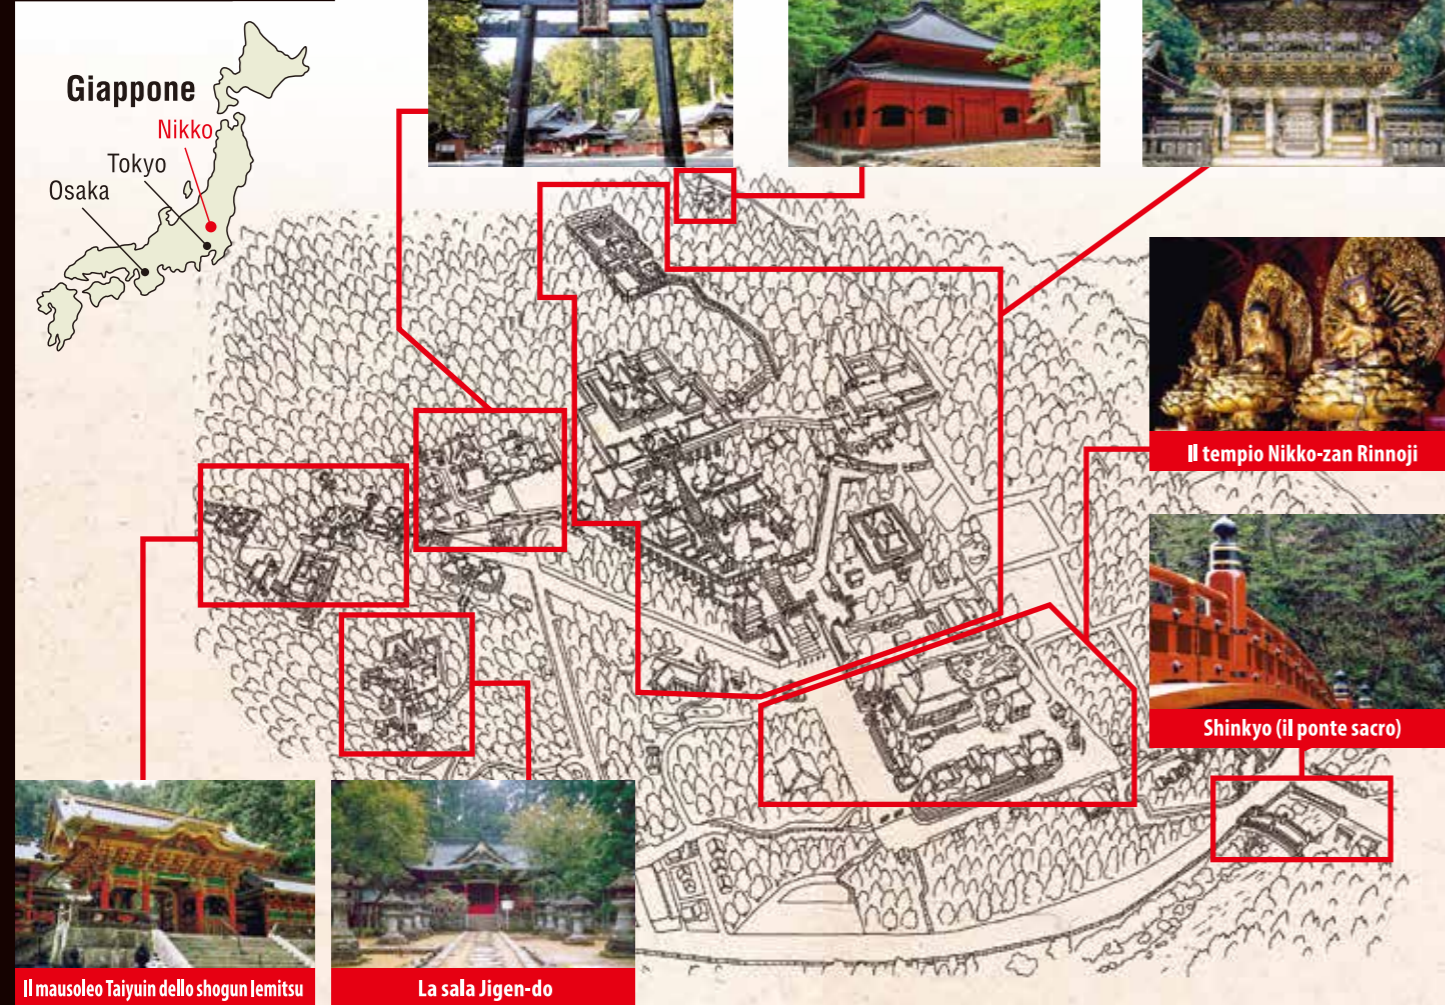 Giappone
Nikko
Tokyo
Osaka
Il tempio Nikko-zan Rinnoji
Shinkyo (il ponte sacro)
Il mausoleo Taiyuin dello shogun Iemitsu
La sala Jigen-do